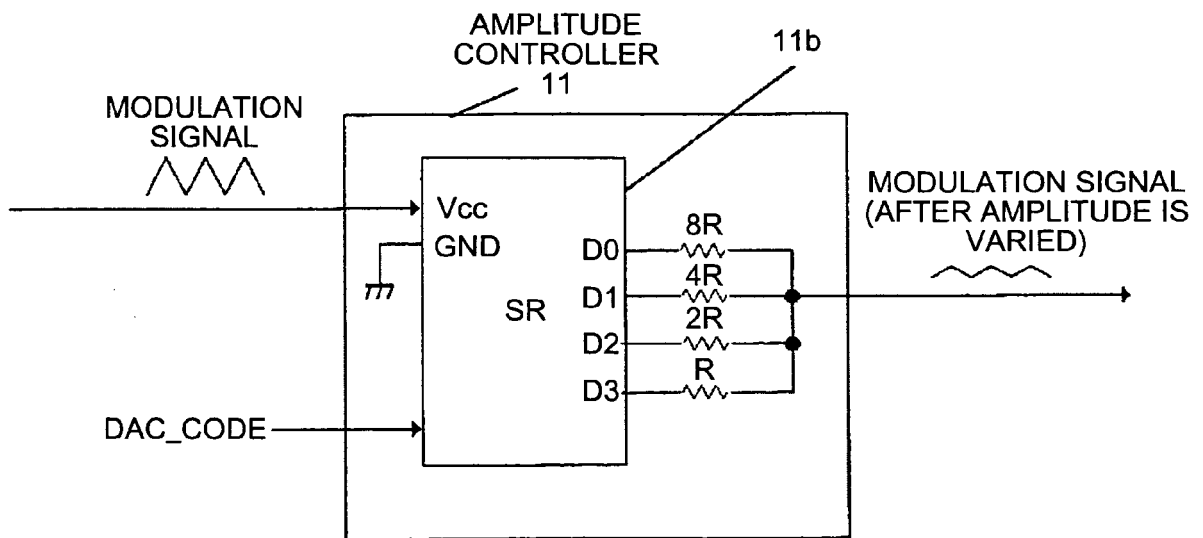 AMPLITUDE
CONTROLLER
11
11b
MODULATION
SIGNAL
Vcc
GND
SR
D0
D1
D2
D3
8R
4R
2R
R
MODULATION SIGNAL
(AFTER AMPLITUDE IS
VARIED)
DAC_CODE